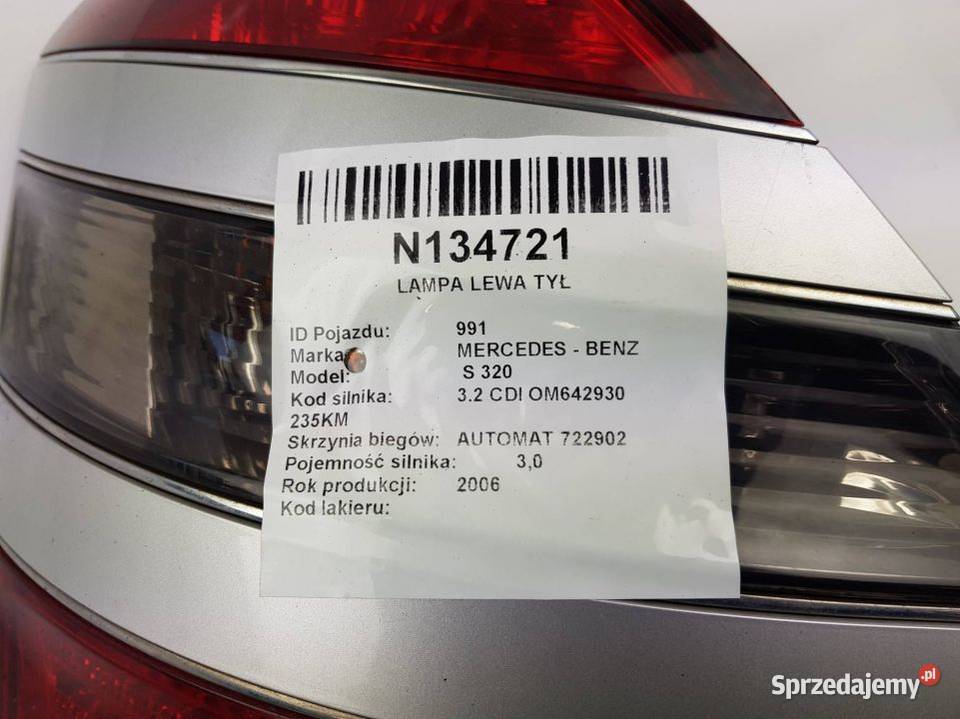 N134721
LAMPA LEWA TYŁ
ID Pojazdu: 991
Marka MERCEDES - BENZ
Model: S 320
Kod silnika: 3.2 CDI OM642930
235KM
Skrzynia biegów: AUTOMAT 722902
Pojemność silnika: 3,0
Rok produkcji: 2006
Kod lakieru:
Sprzedajemy.pl